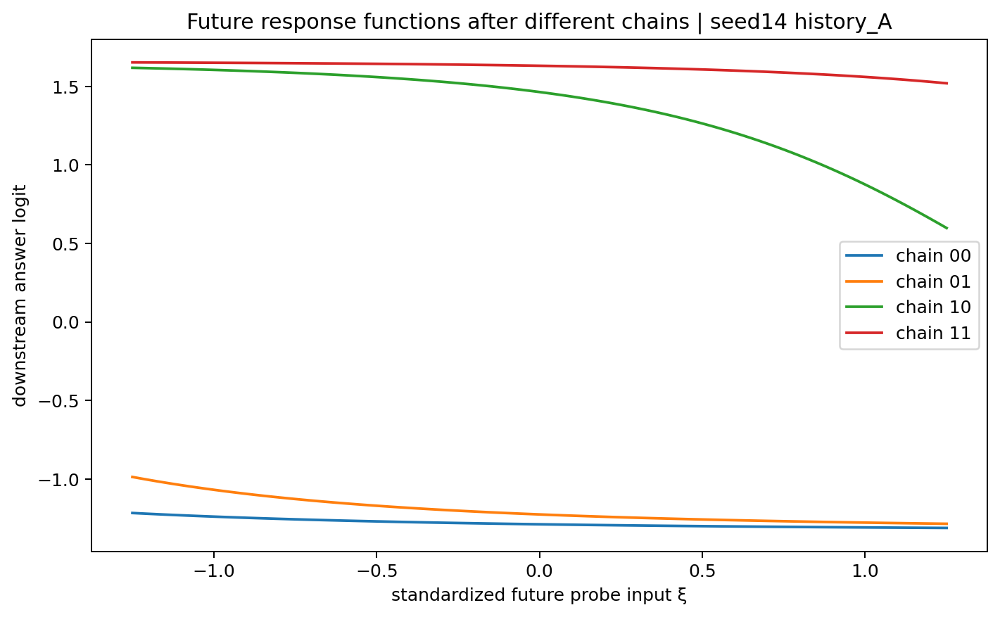 Future response functions after different chains | seed14 history_A
downstream answer logit
1.5
1.0
0.5
0.0
−0.5
−1.0
chain 00
chain 01
chain 10
chain 11
−1.0
−0.5
0.0
0.5
1.0
standardized future probe input ξ